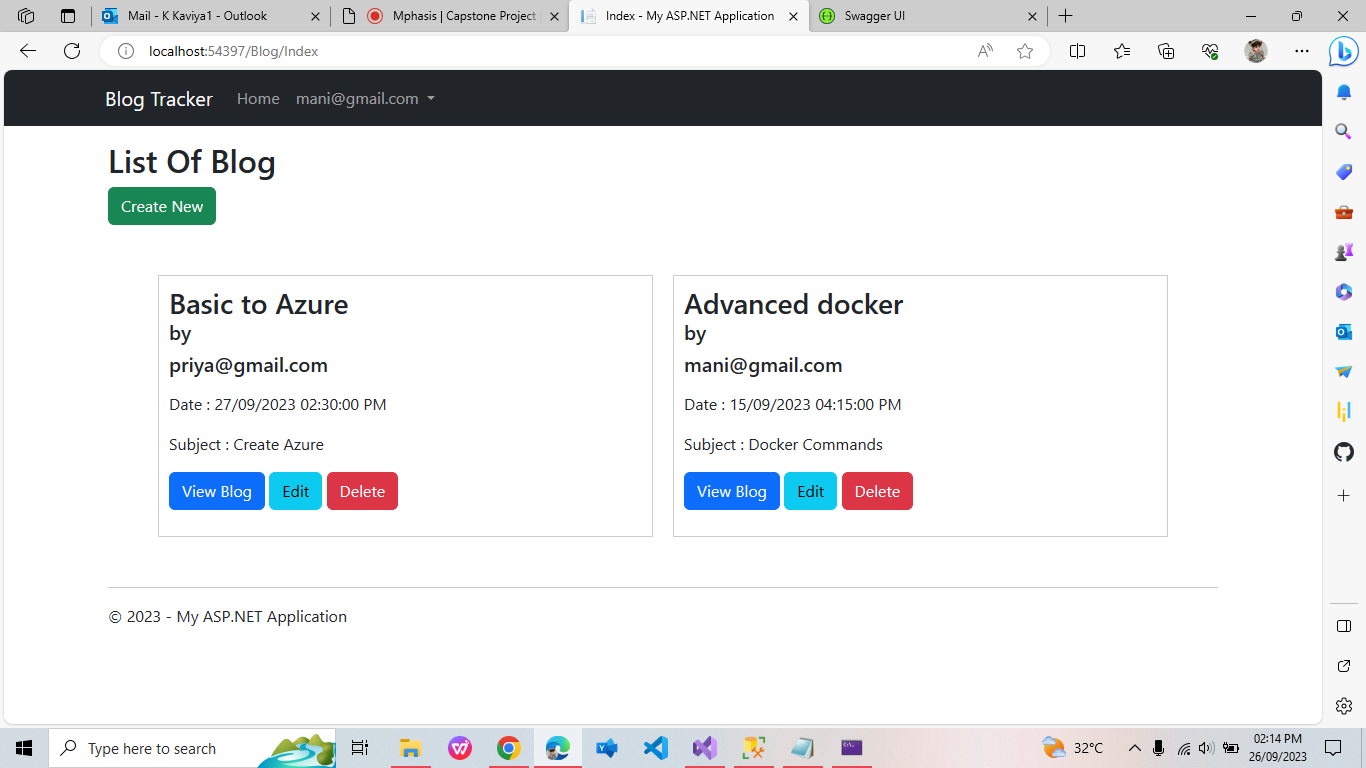 Mail - K Kaviya1 - Outlook
Mphasis | Capstone Project
Index - My ASP.NET Application
Swagger UI
localhost:54397/Blog/Index
Blog Tracker
Home
mani@gmail.com
List Of Blog
Create New
Basic to Azure
by
priya@gmail.com
Date : 27/09/2023 02:30:00 PM
Subject : Create Azure
View Blog
Edit
Delete
Advanced docker
by
mani@gmail.com
Date : 15/09/2023 04:15:00 PM
Subject : Docker Commands
View Blog
Edit
Delete
© 2023 - My ASP.NET Application
Type here to search
32°C
02:14 PM
26/09/2023